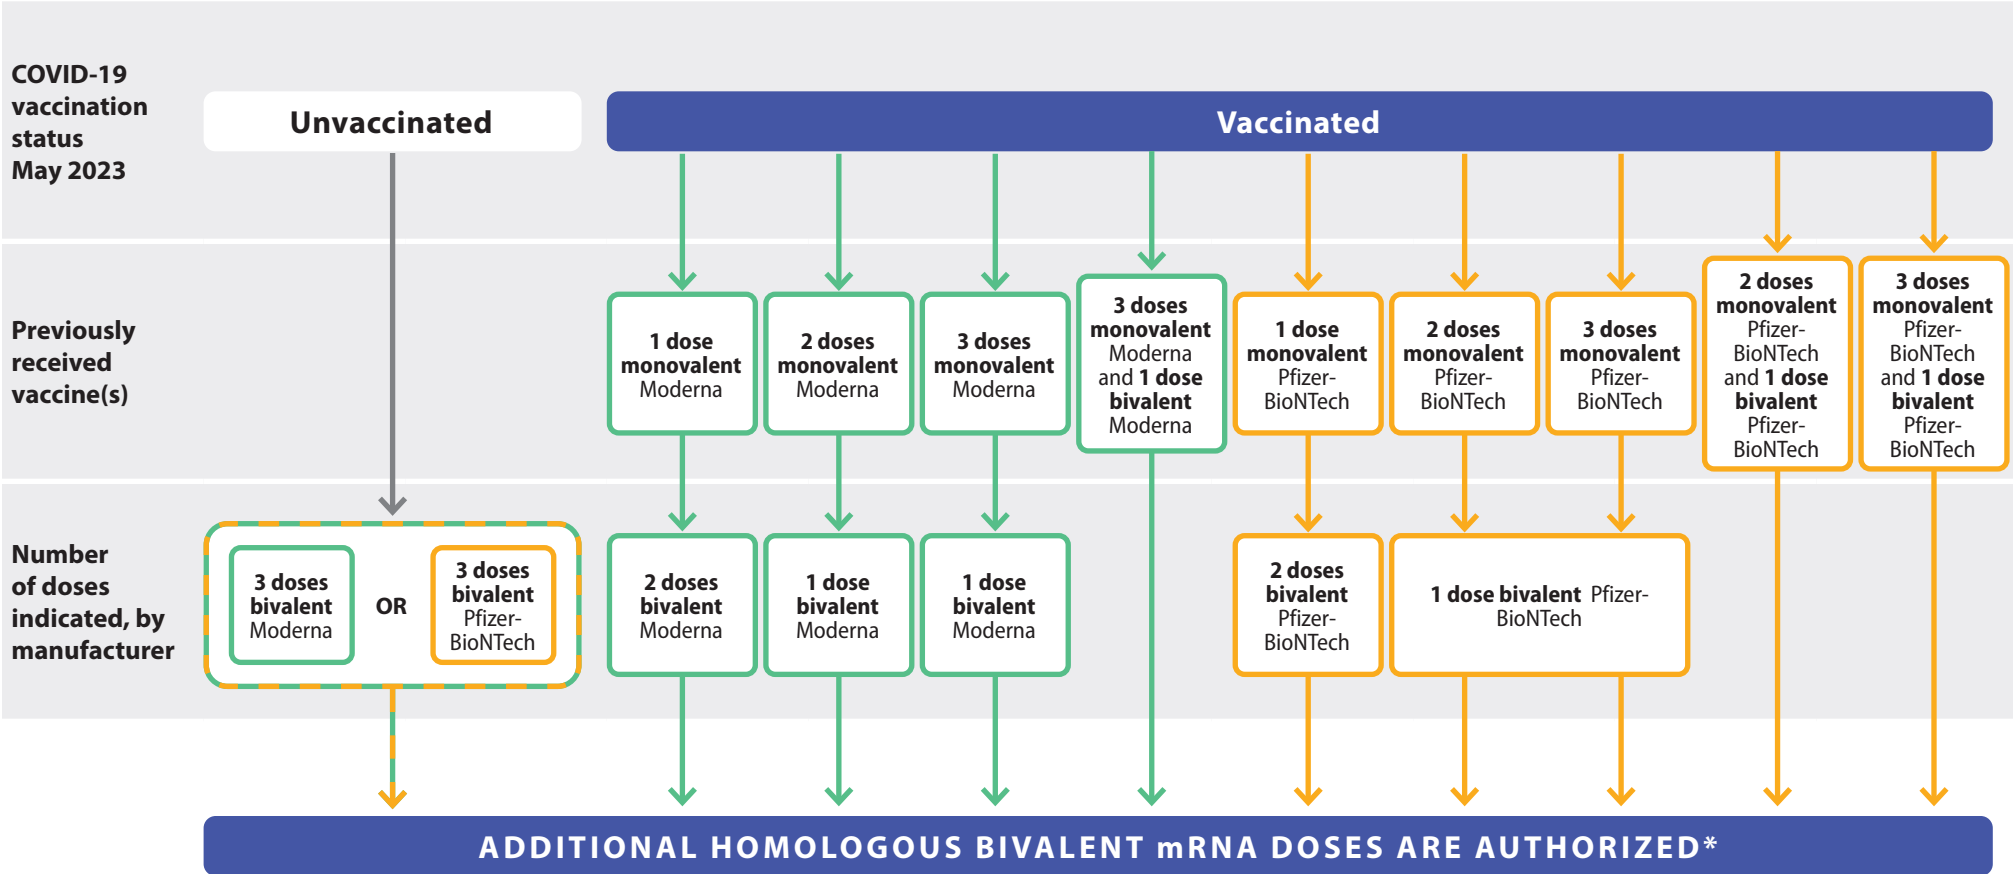 COVID-19
vaccination
status
May 2023
Unvaccinated
Vaccinated
Previously
received
vaccine(s)
1 dose
monovalent
Moderna
2 doses
monovalent
Moderna
3 doses
monovalent
Moderna
3 doses
monovalent
Moderna
and 1 dose
bivalent
Moderna
1 dose
monovalent
Pfizer-
BioNTech
2 doses
monovalent
Pfizer-
BioNTech
3 doses
monovalent
Pfizer-
BioNTech
2 doses
monovalent
Pfizer-
BioNTech
and 1 dose
bivalent
Pfizer-
BioNTech
3 doses
monovalent
Pfizer-
BioNTech
and 1 dose
bivalent
Pfizer-
BioNTech
Number
of doses
indicated, by
manufacturer
3 doses
bivalent
Moderna
OR
3 doses
bivalent
Pfizer-
BioNTech
2 doses
bivalent
Moderna
1 dose
bivalent
Moderna
1 dose
bivalent
Moderna
2 doses
bivalent
Pfizer-
BioNTech
1 dose bivalent Pfizer-
BioNTech
ADDITIONAL HOMOLOGOUS BIVALENT mRNA DOSES ARE AUTHORIZED*